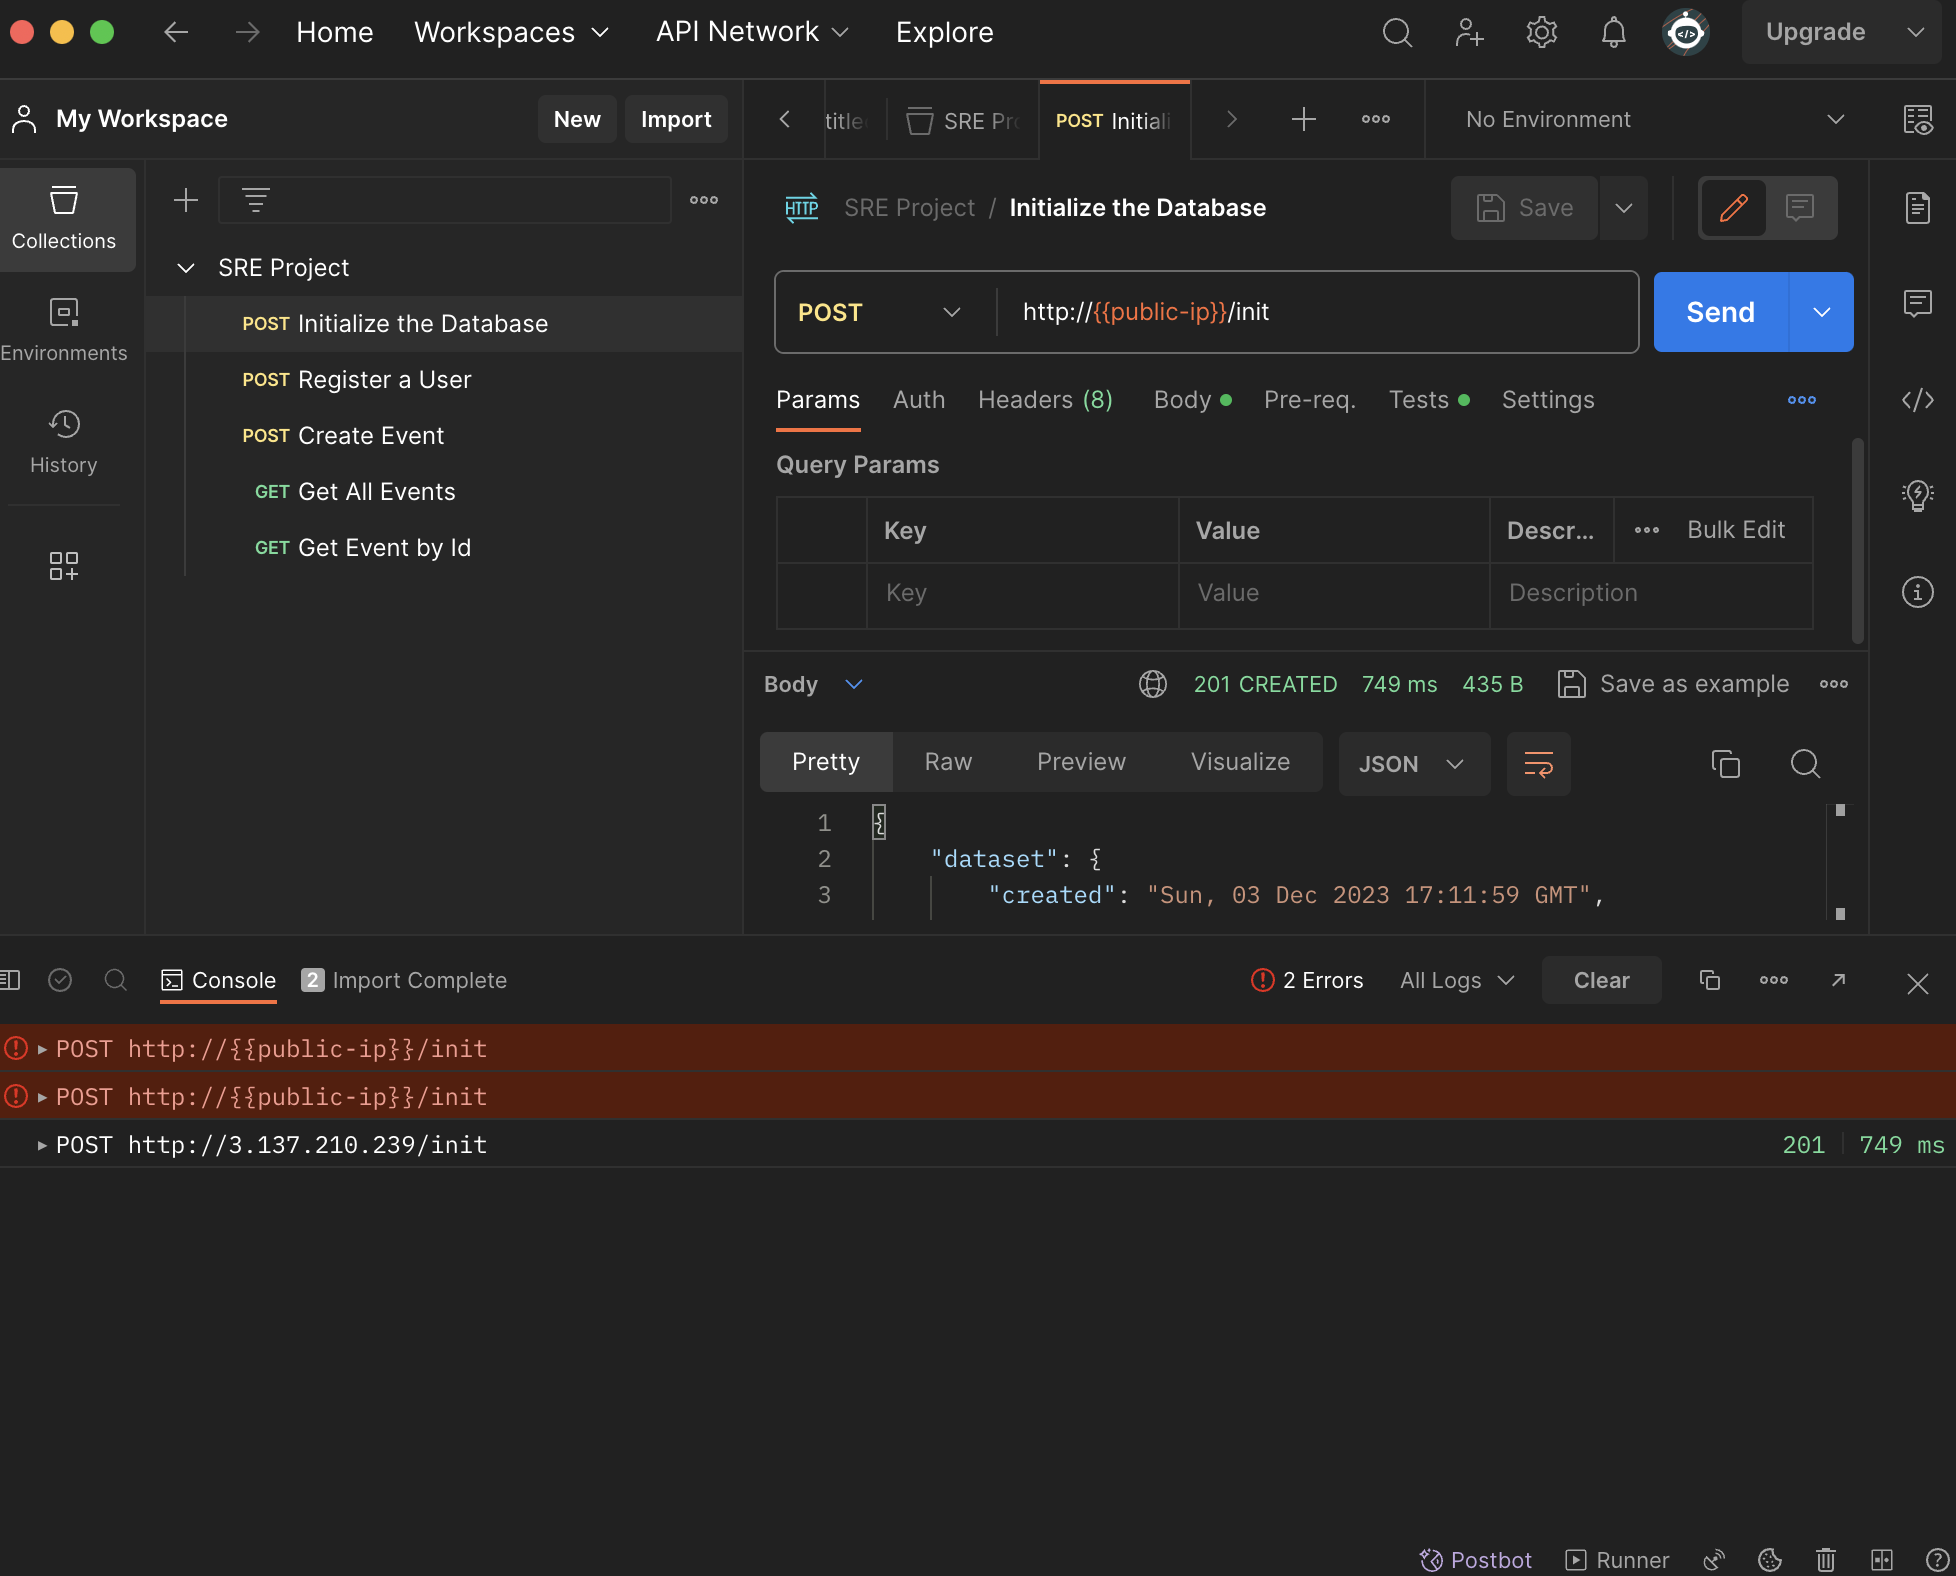 Home Workspaces API Network Explore Upgrade
My Workspace New Import
SRE Pr
POST Initiali
No Environment
Collections
Environments
History
SRE Project
POST Initialize the Database
POST Register a User
POST Create Event
GET Get All Events
GET Get Event by Id
HTTP SRE Project / Initialize the Database Save
POST http://{{public-ip}}/init Send
Params Auth Headers (8) Body Pre-req. Tests Settings
Query Params
Key Value Descr... Bulk Edit
Key Value Description
Body 201 CREATED 749 ms 435 B Save as example
Pretty Raw Preview Visualize JSON
1 {
2 "dataset": {
3 "created": "Sun, 03 Dec 2023 17:11:59 GMT",
Console 2 Import Complete 2 Errors All Logs Clear
POST http://{{public-ip}}/init
POST http://{{public-ip}}/init
POST http://3.137.210.239/init 201 749 ms
Postbot Runner